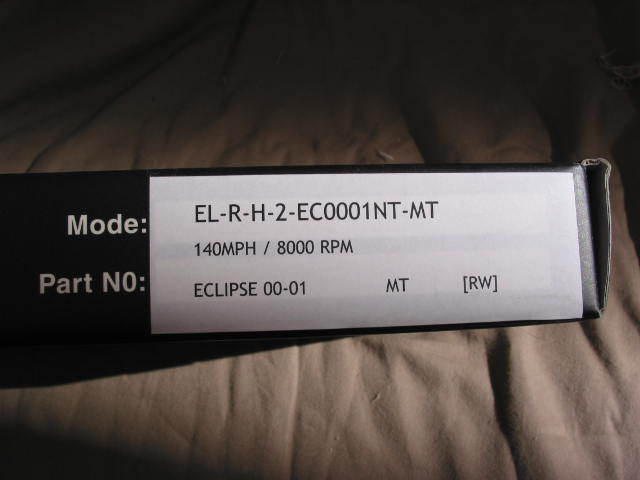 Mode: EL-R-H-2-EC0001NT-MT
140MPH / 8000 RPM
Part N0: ECLIPSE 00-01 MT [RW]